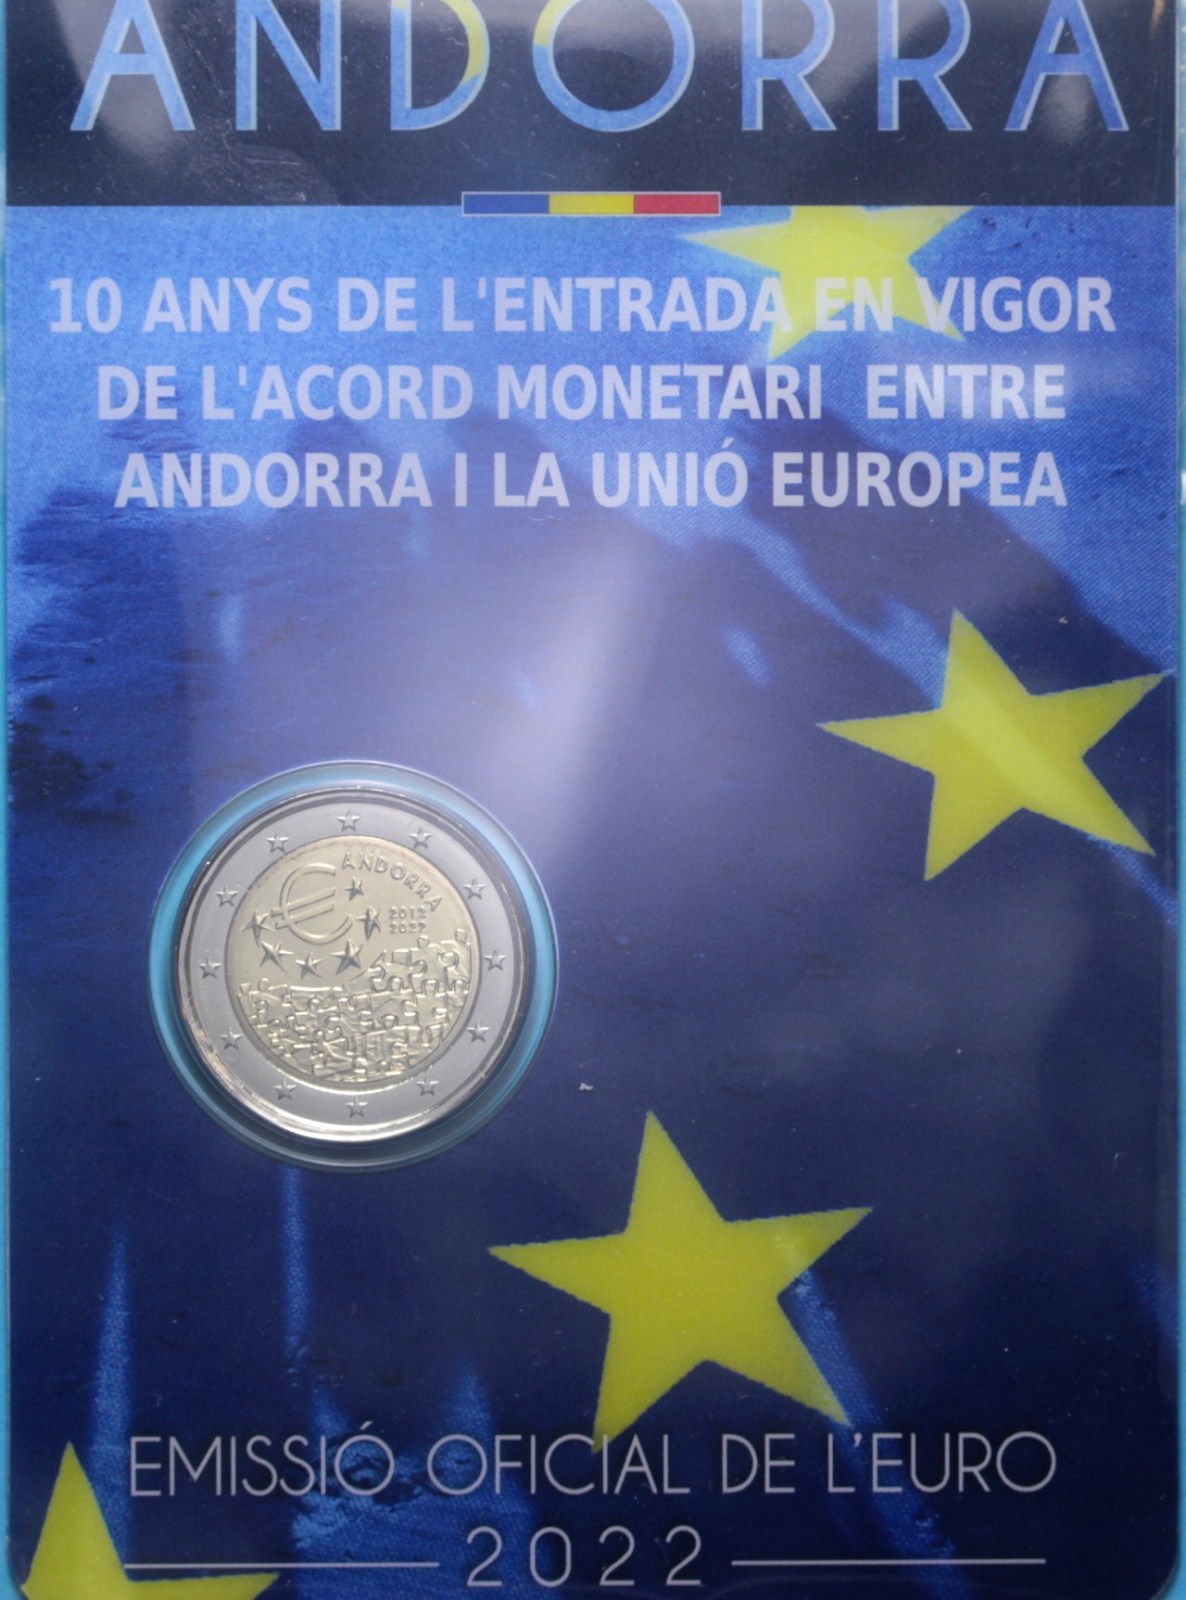 ANDORRA
10 ANYS DE L'ENTRADA EN VIGOR
DE L'ACORD MONETARI ENTRE
ANDORRA I LA UNIÓ EUROPEA
ANDORRA
2012
2022
EMISSIÓ OFICIAL DE L'EURO
2022